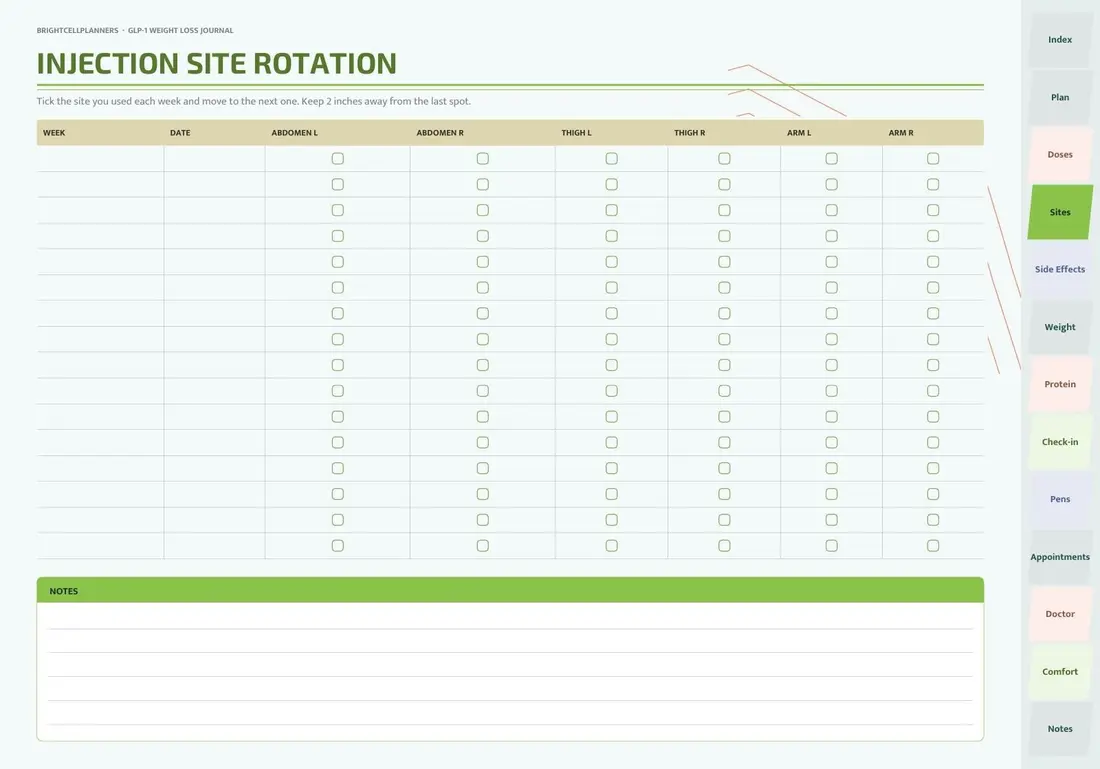 BRIGHTCELLPLANNERS · GLP-1 WEIGHT LOSS JOURNAL
INJECTION SITE ROTATION
Tick the site you used each week and move to the next one. Keep 2 inches away from the last spot.
WEEK DATE ABDOMEN L ABDOMEN R THIGH L THIGH R ARM L ARM R
NOTES
Index
Plan
Doses
Sites
Side Effects
Weight
Protein
Check-in
Pens
Appointments
Doctor
Comfort
Notes